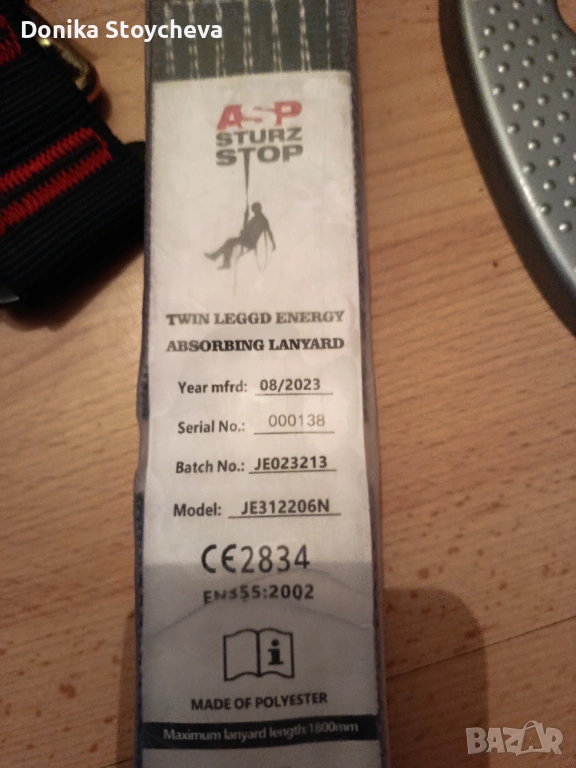 Donika Stoycheva
ASP
STURZ
STOP
TWIN LEGGD ENERGY
ABSORBING LANYARD
Year mfrd: 08/2023
Serial No.: 000138
Batch No.: JE023213
Model: JE312206N
CE2834
EN355:2002
i
MADE OF POLYESTER
Maximum lanyard length:1800mm
BAZAR